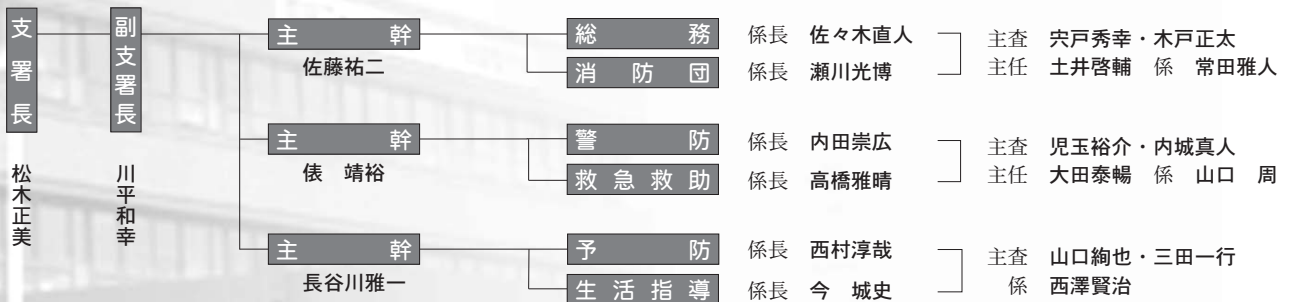 支署長
松木正美
副支署長
川平和幸
主幹
佐藤祐二
総務 係長 佐々木直人
消防団 係長 瀬川光博
主査 宍戸秀幸・木戸正太
主任 土井啓輔 係 常田雅人
主幹
俵 靖裕
警防 係長 内田崇広
救急救助 係長 高橋雅晴
主査 児玉裕介・内城真人
主任 大田泰暢 係 山口 周
主幹
長谷川雅一
予防 係長 西村淳哉
生活指導 係長 今 城史
主査 山口絢也・三田一行
係 西澤賢治